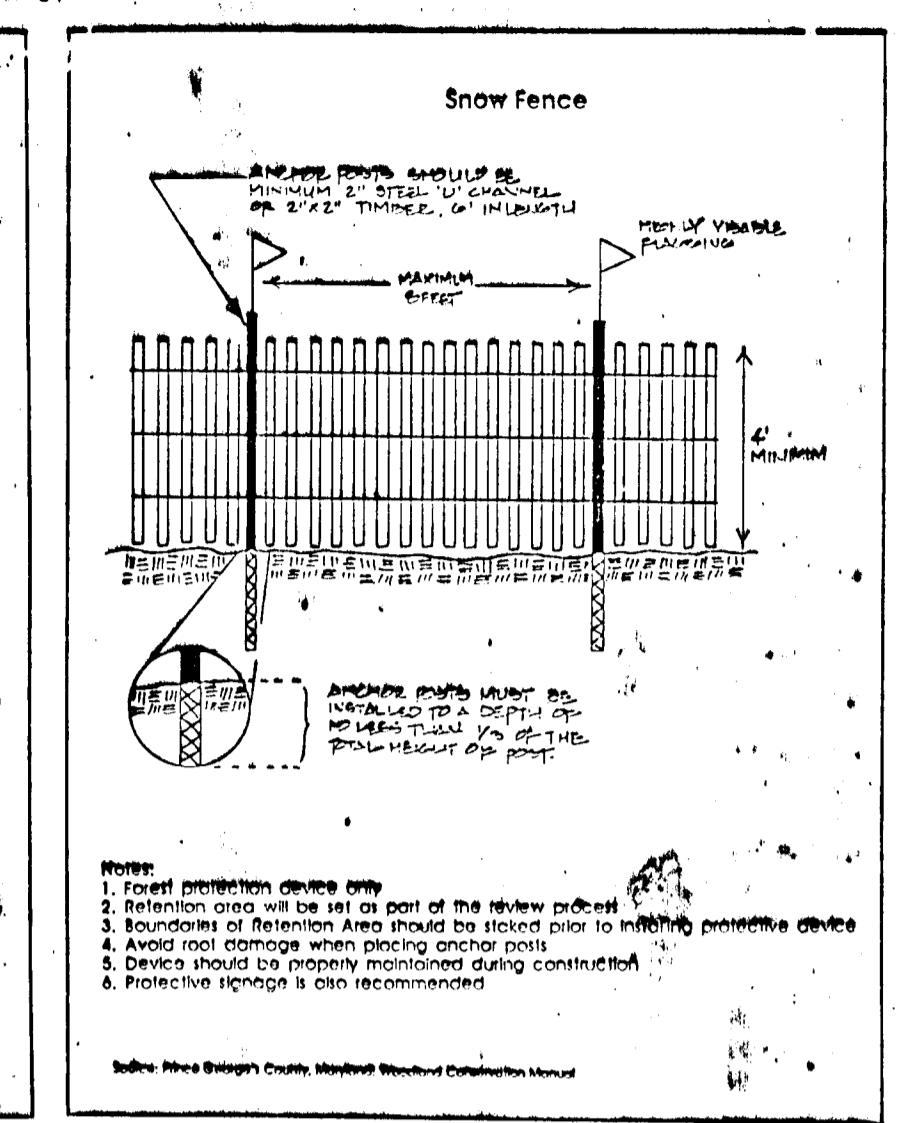 Snow Fence
ANCHOR POSTS SHOULD BE
MINIMUM 2" STEEL 'U' CHANNEL
OR 2"x2" TIMBER, 6' IN LENGTH
HIGHLY VISABLE
FLAGGING
MAXIMUM
8 FEET
4'
MINIMUM
ANCHOR POSTS MUST BE
INSTALLED TO A DEPTH OF
NO LESS THAN 1/3 OF THE
TOTAL HEIGHT OF POST.
Notes:
1. Forest protection device only
2. Retention area will be set as part of the review process
3. Boundaries of Retention Area should be staked prior to installing protective device
4. Avoid root damage when placing anchor posts
5. Device should be properly maintained during construction
6. Protective signage is also recommended
Source: Prince George's County, Maryland: Woodland Conservation Manual